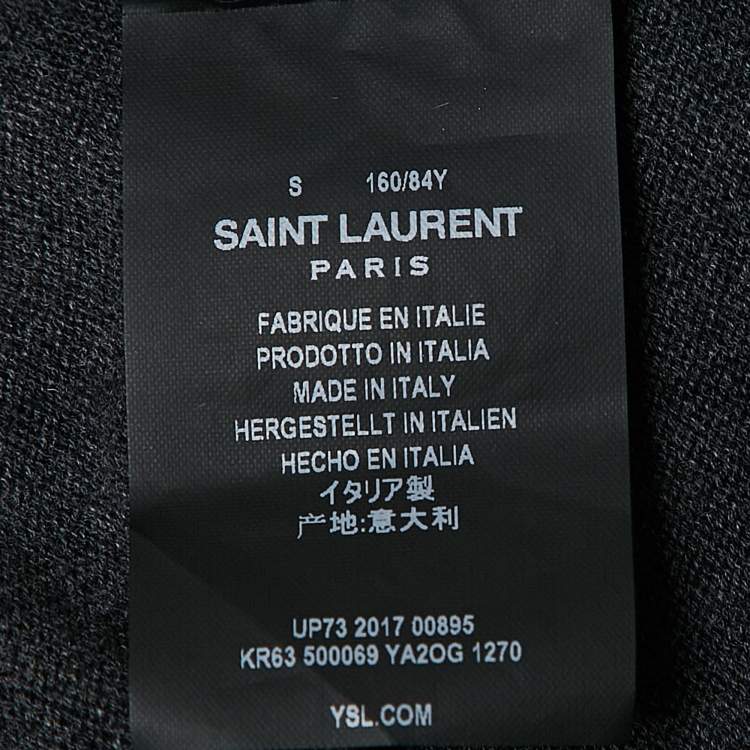 S 160/84Y
SAINT LAURENT
PARIS
FABRIQUE EN ITALIE
PRODOTTO IN ITALIA
MADE IN ITALY
HERGESTELLT IN ITALIEN
HECHO EN ITALIA
イタリア製
产地:意大利
UP73 2017 00895
KR63 500069 YA2OG 1270
YSL.COM